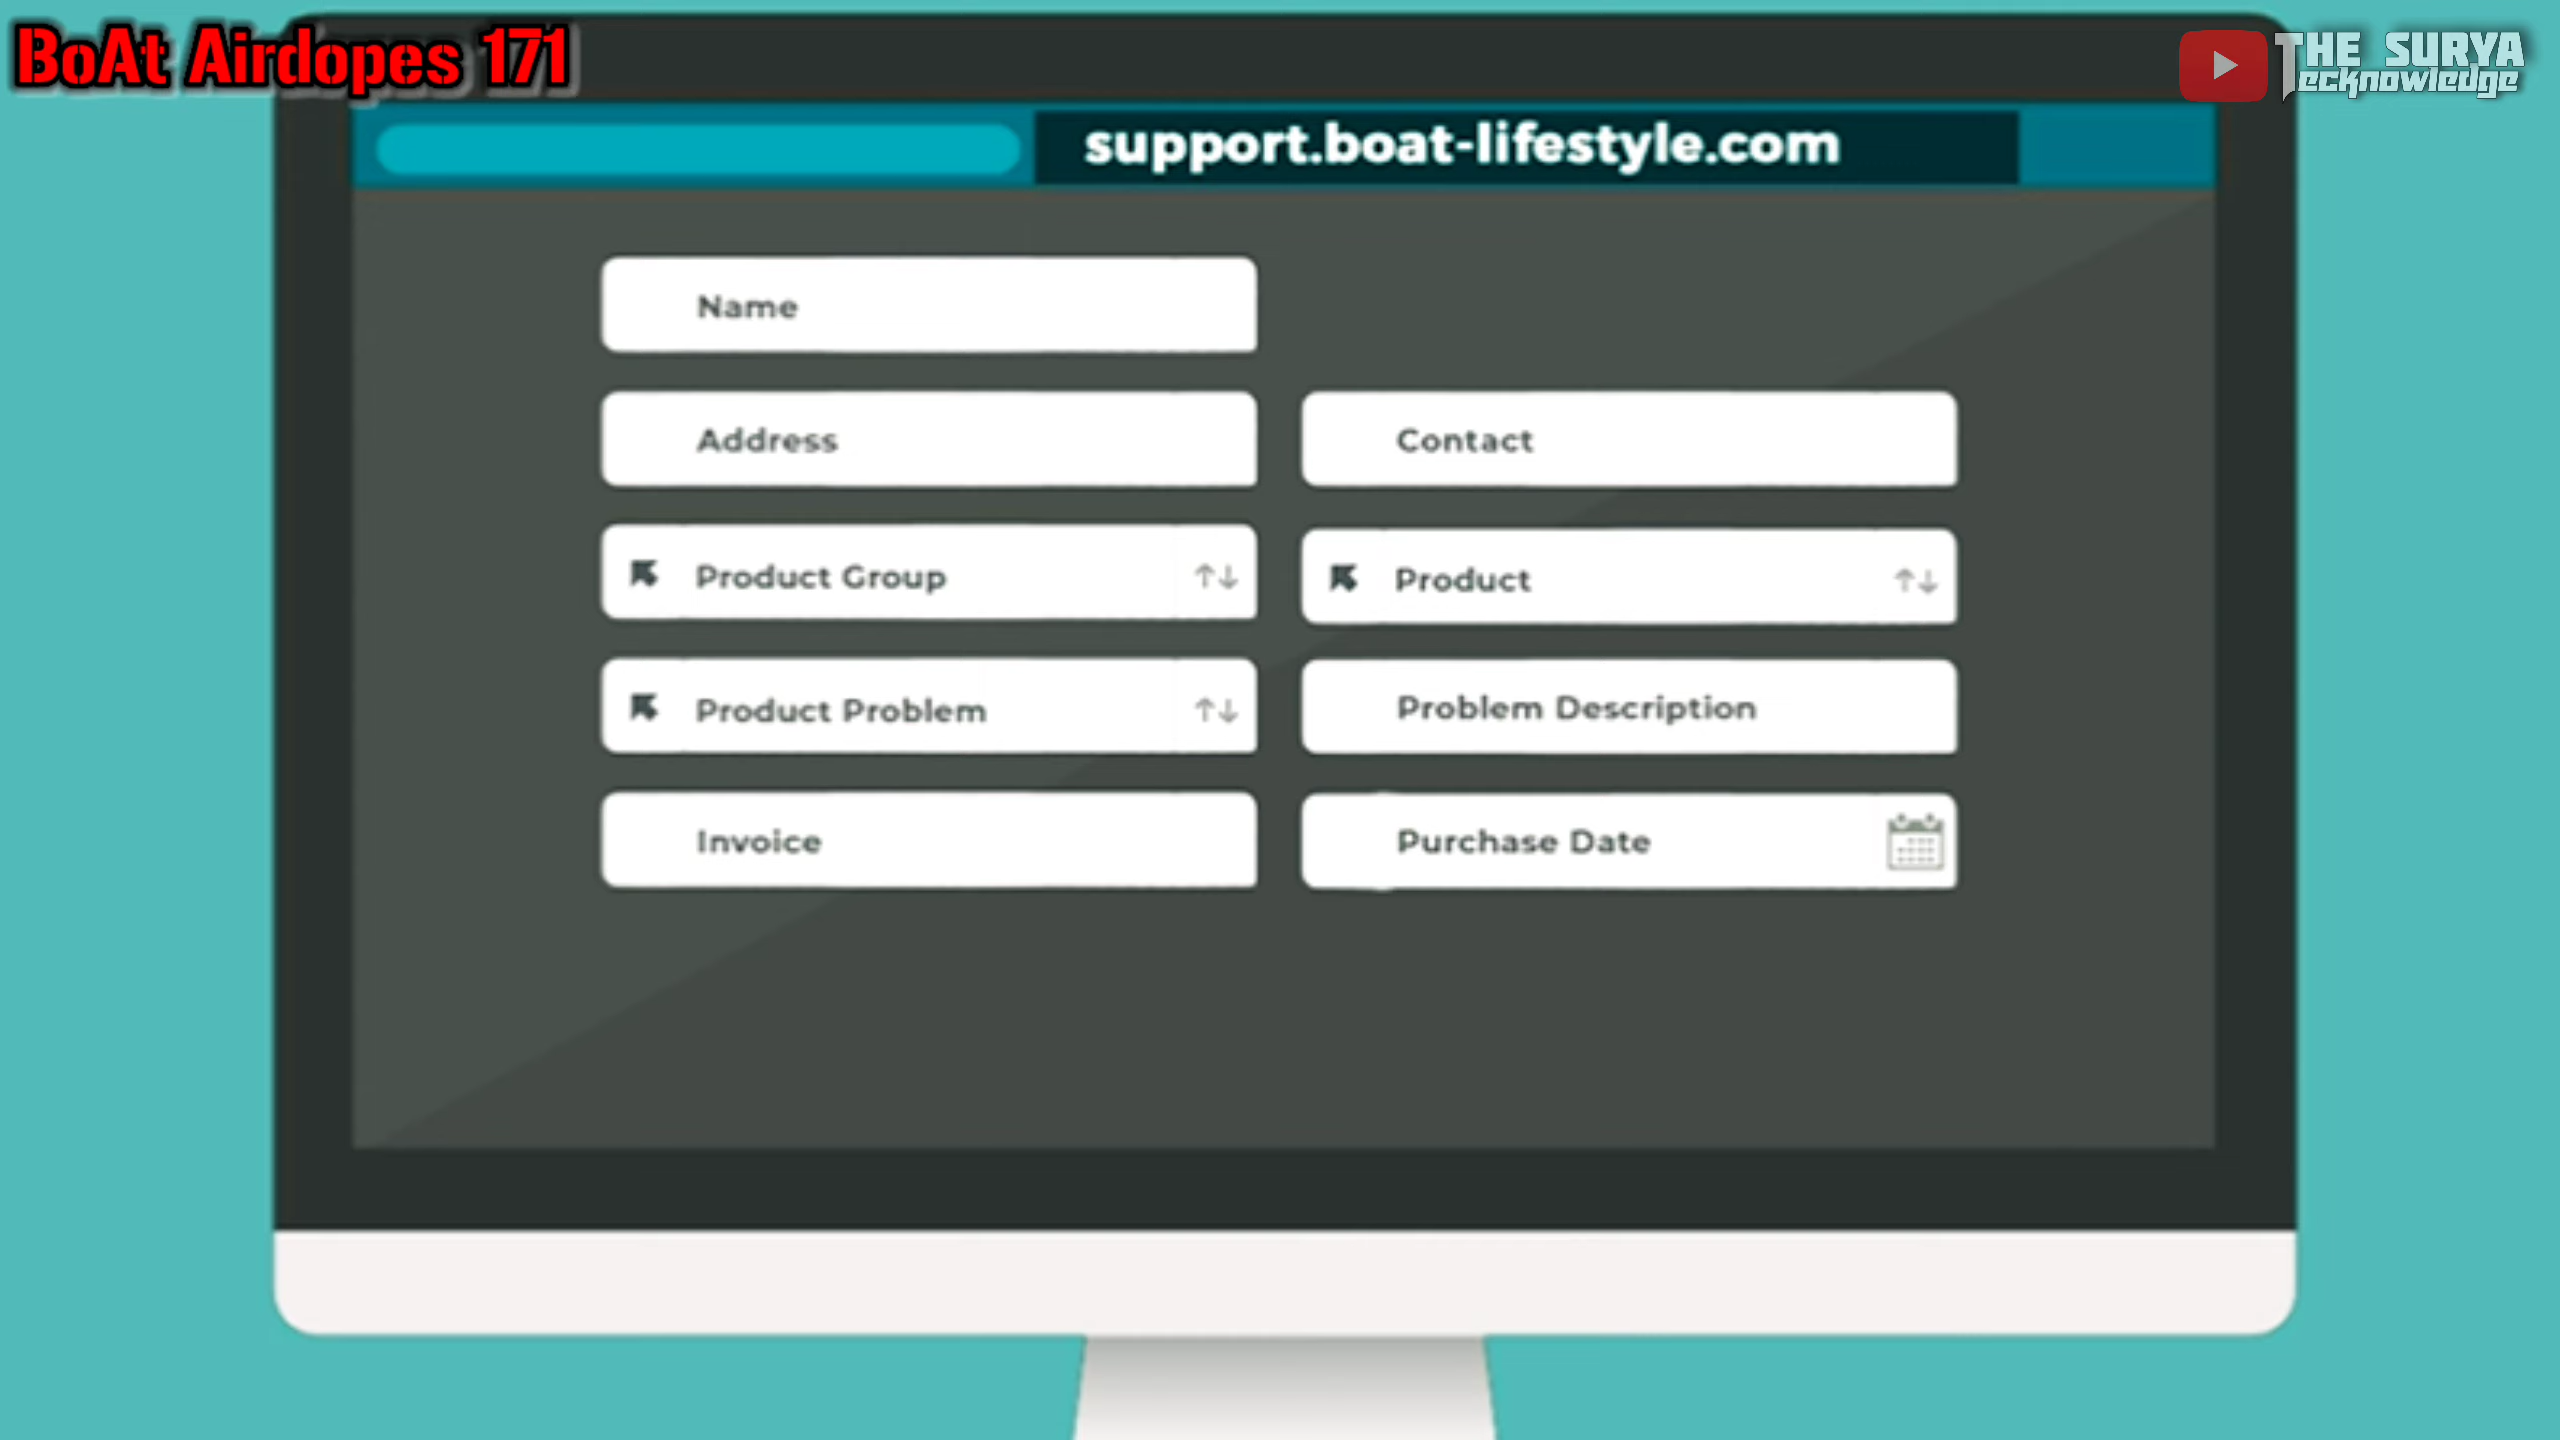 BoAt Airdopes 171
THE SURYA
Tecknowledge
support.boat-lifestyle.com
Name
Address
Contact
Product Group
Product
Product Problem
Problem Description
Invoice
Purchase Date